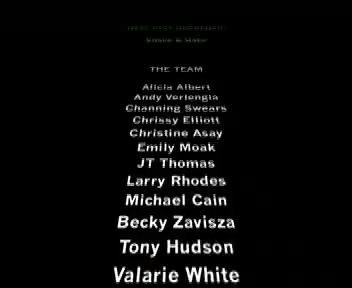 THE TEAM
Alicia Albert
Andy Verlengia
Channing Swears
Chrissy Elliott
Christine Asay
Emily Moak
JT Thomas
Larry Rhodes
Michael Cain
Becky Zavisza
Tony Hudson
Valarie White